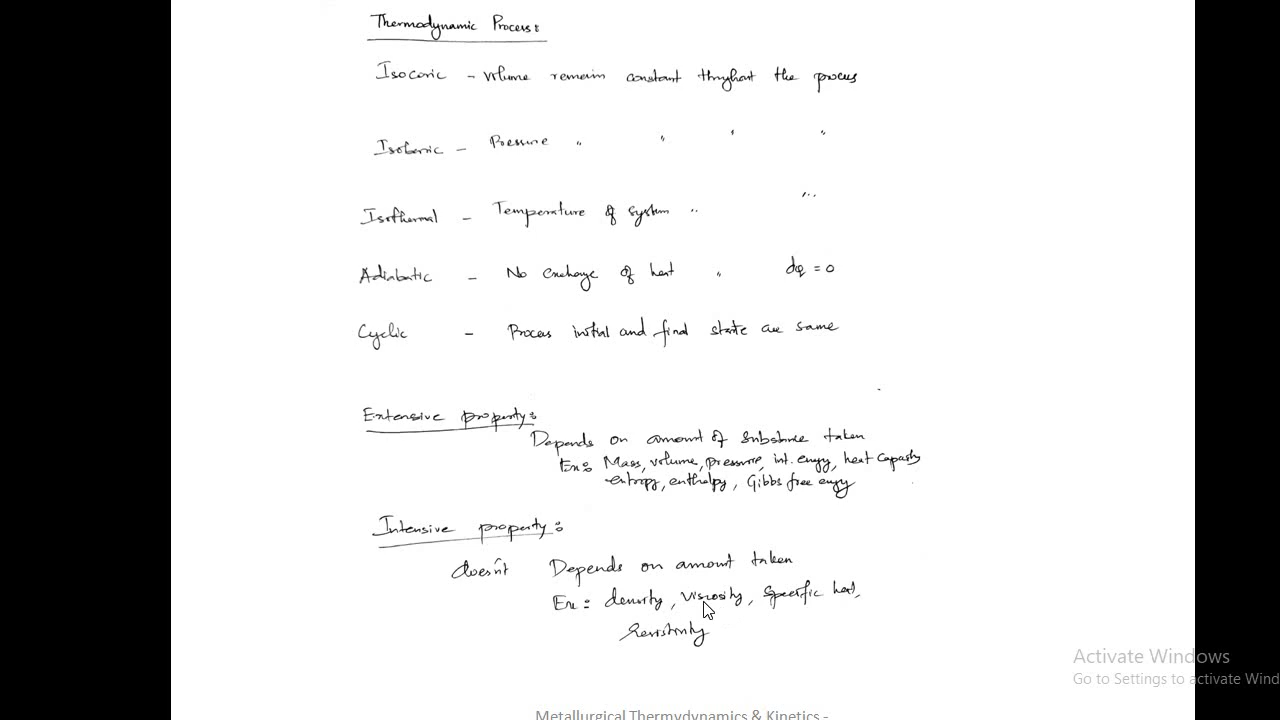 Thermodynamic Process:
Isocoric - volume remain constant throughout the process
Isobaric - Pressure " " " "
Isothermal - Temperature of system " "
Adiabatic - No exchange of heat " dq = 0
Cyclic - Process initial and final state are same
Extensive property:
Depends on amount of substance taken
Ex: Mass, volume, pressure, int. energy, heat capacity
entropy, enthalpy, Gibbs free energy
Intensive property:
doesn't Depends on amount taken
Ex: density, viscosity, specific heat,
Resistivity
Activate Windows
Go to Settings to activate Wind
Metallurgical Thermydynamics & Kinetics -